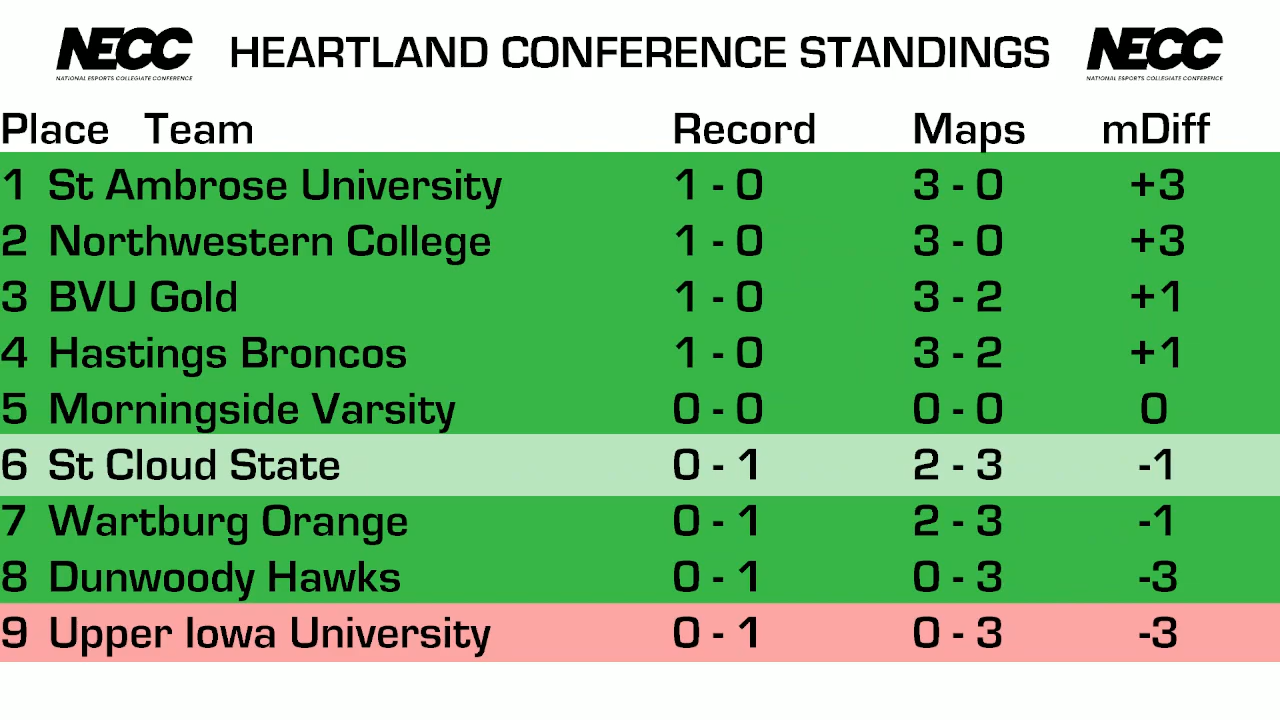 NECC HEARTLAND CONFERENCE STANDINGS NECC
NATIONAL ESPORTS COLLEGIATE CONFERENCE NATIONAL ESPORTS COLLEGIATE CONFERENCE
Place Team Record Maps mDiff
1 St Ambrose University 1 - 0 3 - 0 +3
2 Northwestern College 1 - 0 3 - 0 +3
3 BVU Gold 1 - 0 3 - 2 +1
4 Hastings Broncos 1 - 0 3 - 2 +1
5 Morningside Varsity 0 - 0 0 - 0 0
6 St Cloud State 0 - 1 2 - 3 -1
7 Wartburg Orange 0 - 1 2 - 3 -1
8 Dunwoody Hawks 0 - 1 0 - 3 -3
9 Upper Iowa University 0 - 1 0 - 3 -3